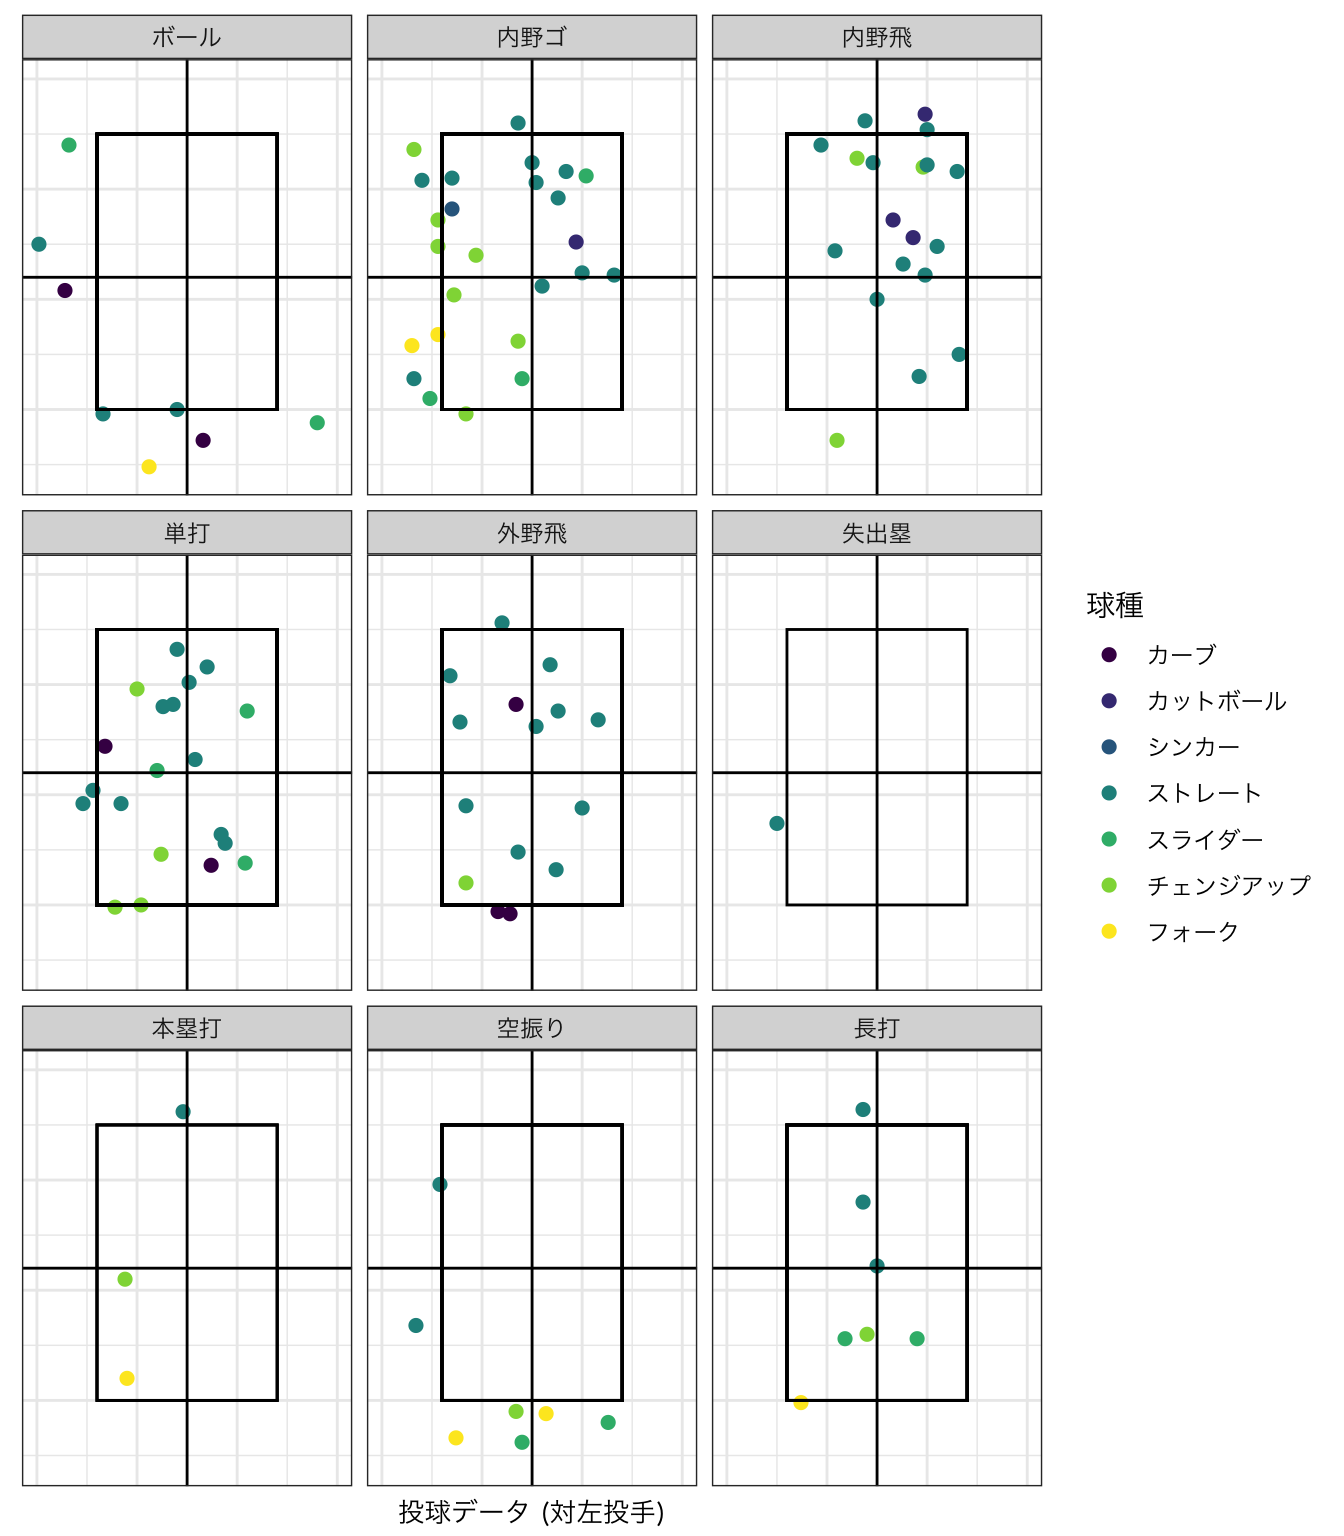 ボール
内野ゴ
内野飛
単打
外野飛
失出塁
本塁打
空振り
長打
球種
カーブ
カットボール
シンカー
ストレート
スライダー
チェンジアップ
フォーク
投球データ (対左投手)